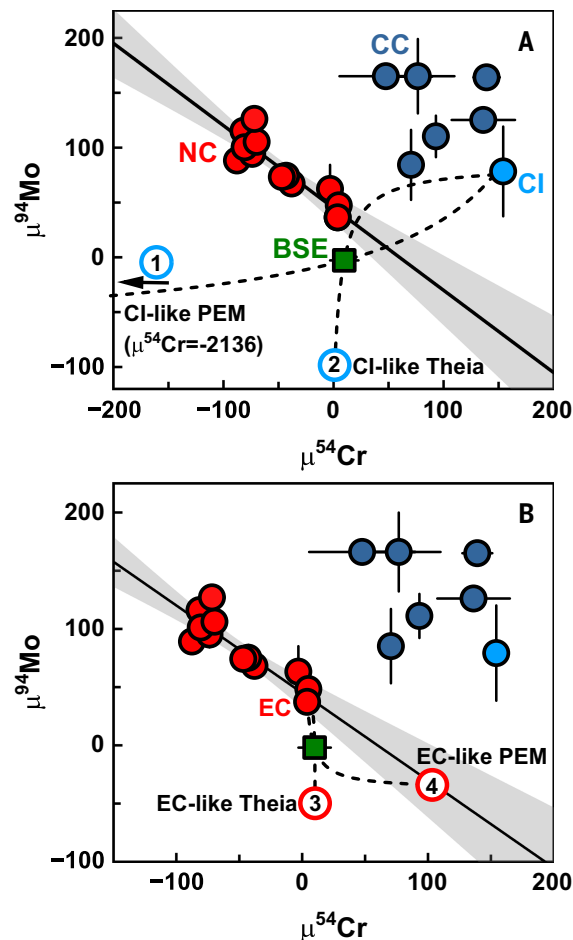 200
A
CC
μ⁹⁴Mo
100
NC
CI
BSE
0
1
CI-like PEM
(μ⁵⁴Cr=-2136)
−100
2 CI-like Theia
−200
−100
0
100
200
μ⁵⁴Cr
B
200
μ⁹⁴Mo
100
EC
EC-like PEM
0
EC-like Theia 3
4
−100
−100
0
100
200
μ⁵⁴Cr